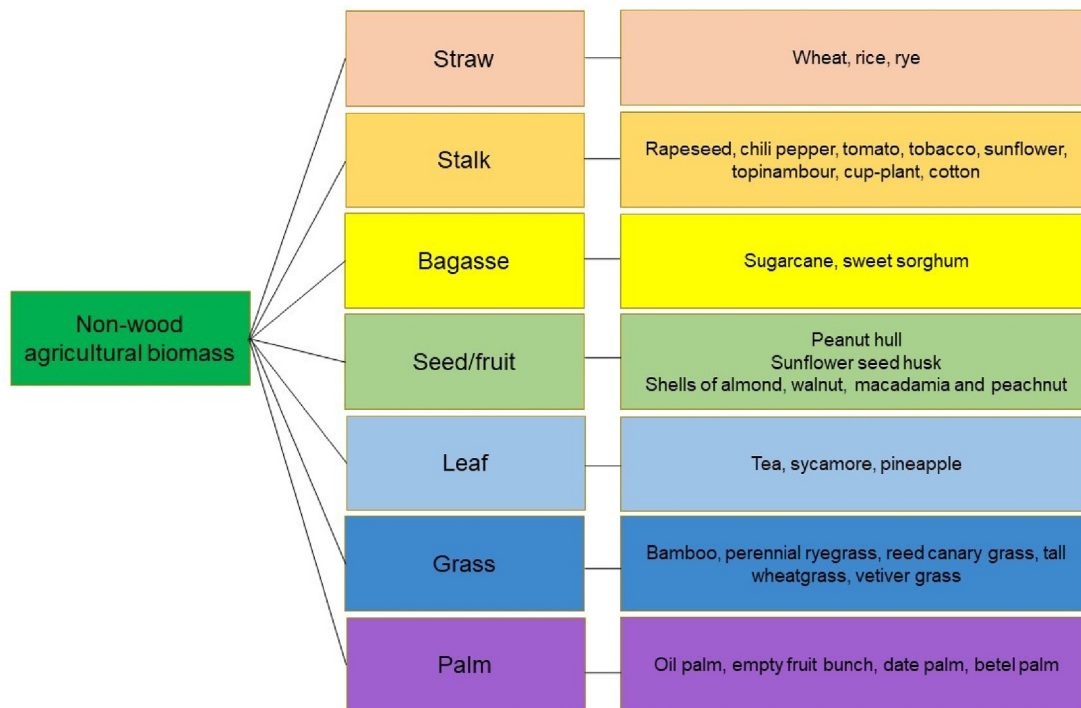 Straw
Wheat, rice, rye
Stalk
Rapeseed, chili pepper, tomato, tobacco, sunflower,
topinambour, cup-plant, cotton
Bagasse
Sugarcane, sweet sorghum
Non-wood
agricultural biomass
Seed/fruit
Peanut hull
Sunflower seed husk
Shells of almond, walnut, macadamia and peachnut
Leaf
Tea, sycamore, pineapple
Grass
Bamboo, perennial ryegrass, reed canary grass, tall
wheatgrass, vetiver grass
Palm
Oil palm, empty fruit bunch, date palm, betel palm